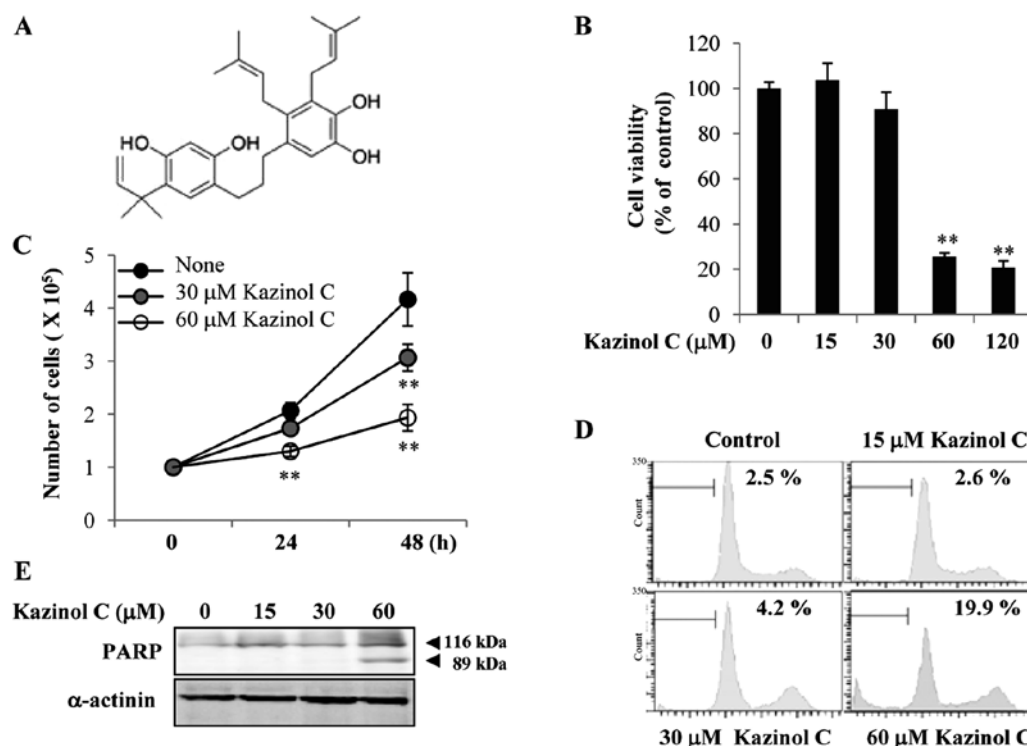 A
OH
OH
HO
OH
B
Cell viability
(% of control)
120
100
80
60
40
20
0
**
**
Kazinol C (μM)
0 15 30 60 120
C
Number of cells ( X 10⁵)
5
4
3
2
1
0
None
30 μM Kazinol C
60 μM Kazinol C
**
**
**
0 24 48 (h)
D
Control
15 μM Kazinol C
350
Count
2.5 %
2.6 %
350
Count
4.2 %
19.9 %
30 μM Kazinol C
60 μM Kazinol C
E
Kazinol C (μM) 0 15 30 60
PARP
116 kDa
89 kDa
α-actinin